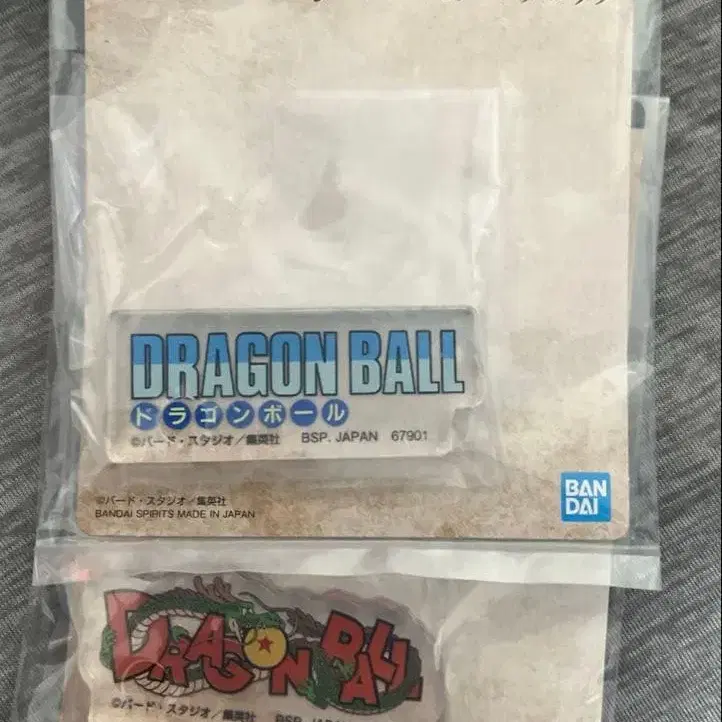 DRAGON BALL
ドラゴンボール
©バード・スタジオ／集英社 BSP. JAPAN 67901
©バード・スタジオ／集英社
BANDAI SPIRITS MADE IN JAPAN
BAN
DAI
DRAGON BALL
©バード・スタジオ／集英社 BSP.